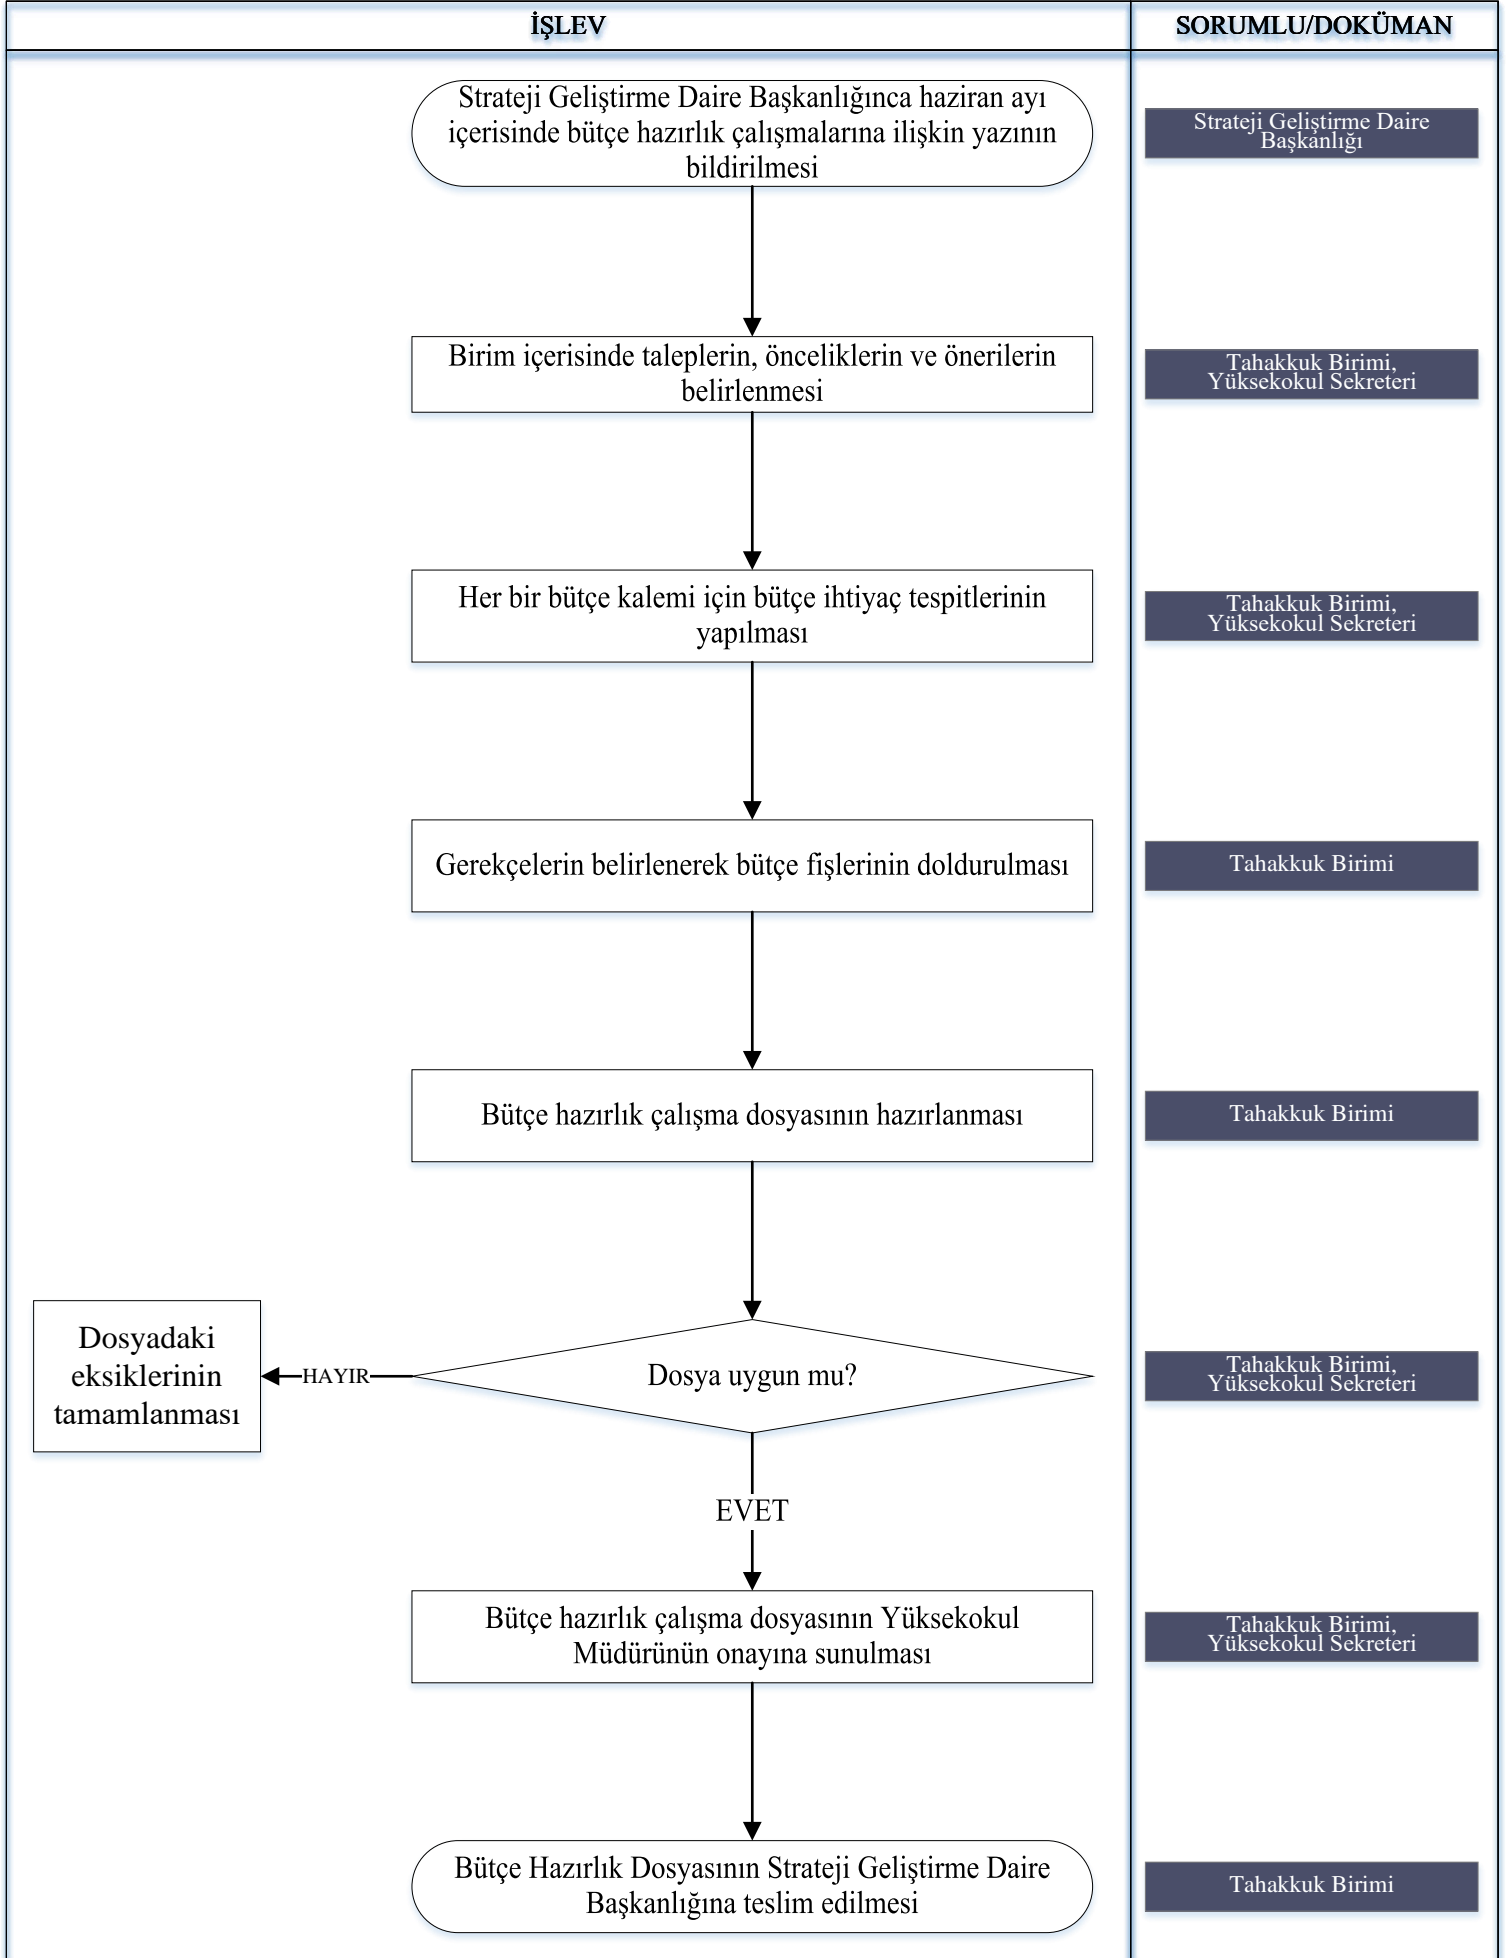 İŞLEV
SORUMLU/DOKÜMAN
Strateji Geliştirme Daire Başkanlığınca haziran ayı
içerisinde bütçe hazırlık çalışmalarına ilişkin yazının
bildirilmesi
Strateji Geliştirme Daire
Başkanlığı
Birim içerisinde taleplerin, önceliklerin ve önerilerin
belirlenmesi
Tahakkuk Birimi,
Yüksekokul Sekreteri
Her bir bütçe kalemi için bütçe ihtiyaç tespitlerinin
yapılması
Tahakkuk Birimi,
Yüksekokul Sekreteri
Gerekçelerin belirlenerek bütçe fişlerinin doldurulması
Tahakkuk Birimi
Bütçe hazırlık çalışma dosyasının hazırlanması
Tahakkuk Birimi
Dosyadaki
eksiklerinin
tamamlanması
HAYIR
Dosya uygun mu?
Tahakkuk Birimi,
Yüksekokul Sekreteri
EVET
Bütçe hazırlık çalışma dosyasının Yüksekokul
Müdürünün onayına sunulması
Tahakkuk Birimi,
Yüksekokul Sekreteri
Bütçe Hazırlık Dosyasının Strateji Geliştirme Daire
Başkanlığına teslim edilmesi
Tahakkuk Birimi